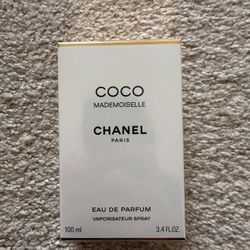 COCO
MADEMOISELLE
CHANEL
PARIS
EAU DE PARFUM
VAPORISATEUR SPRAY
100 ml 3.4 FL.OZ.